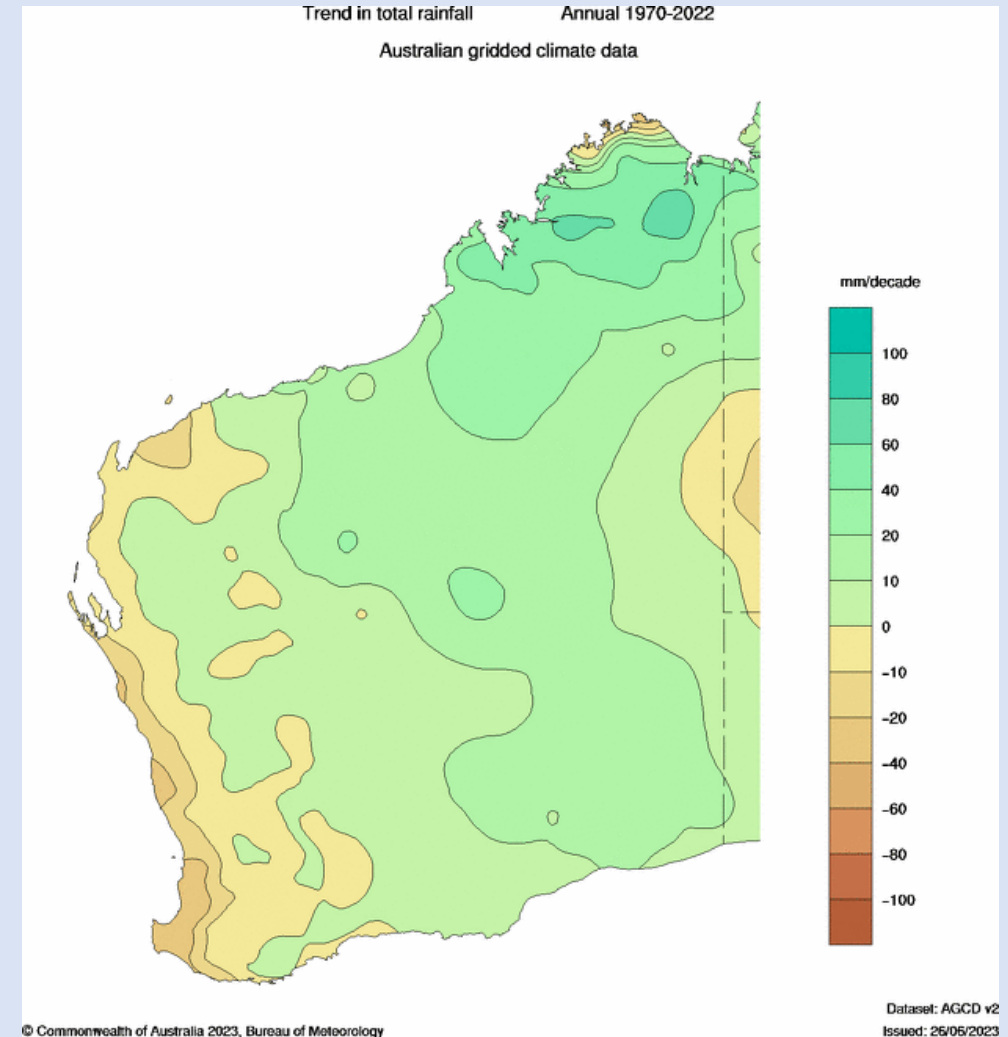 Trend in total rainfall Annual 1970-2022
Australian gridded climate data
mm/decade
100
80
60
40
20
10
0
-10
-20
-40
-60
-80
-100
Dataset: AGCD v2
© Commonwealth of Australia 2023, Bureau of Meteorology Issued: 26/06/2023